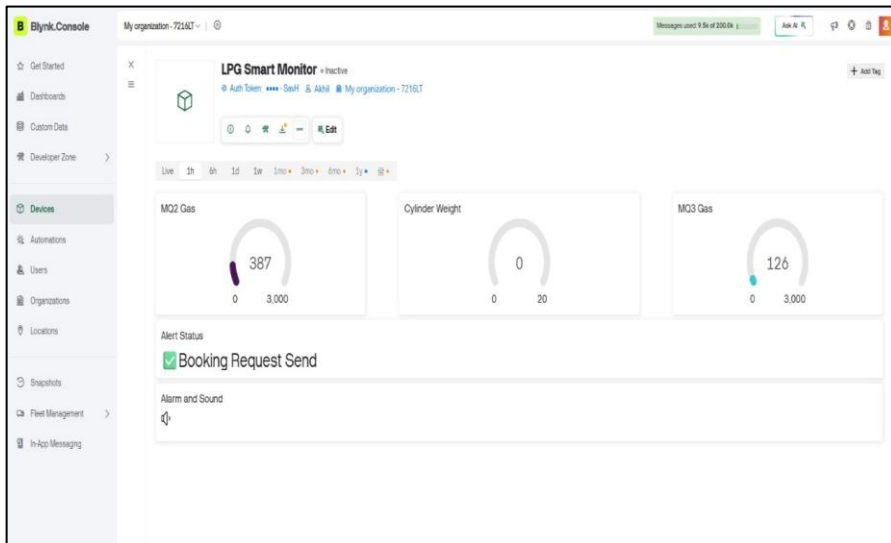 B Blynk.Console
My organization - 7216LT
Messages used: 9.5k of 200.0k
Ask AI
Get Started
Dashboards
Custom Data
Developer Zone
Devices
Automations
Users
Organizations
Locations
Snapshots
Fleet Management
In-App Messaging
X
LPG Smart Monitor Inactive
Auth Token: •••• - SavH Akhil My organization - 7216LT
+ Add Tag
Edit
Live 1h 6h 1d 1w 1mo 3mo 6mo 1y
MQ2 Gas
387
0 3,000
Cylinder Weight
0
0 20
MQ3 Gas
126
0 3,000
Alert Status
✅ Booking Request Send
Alarm and Sound